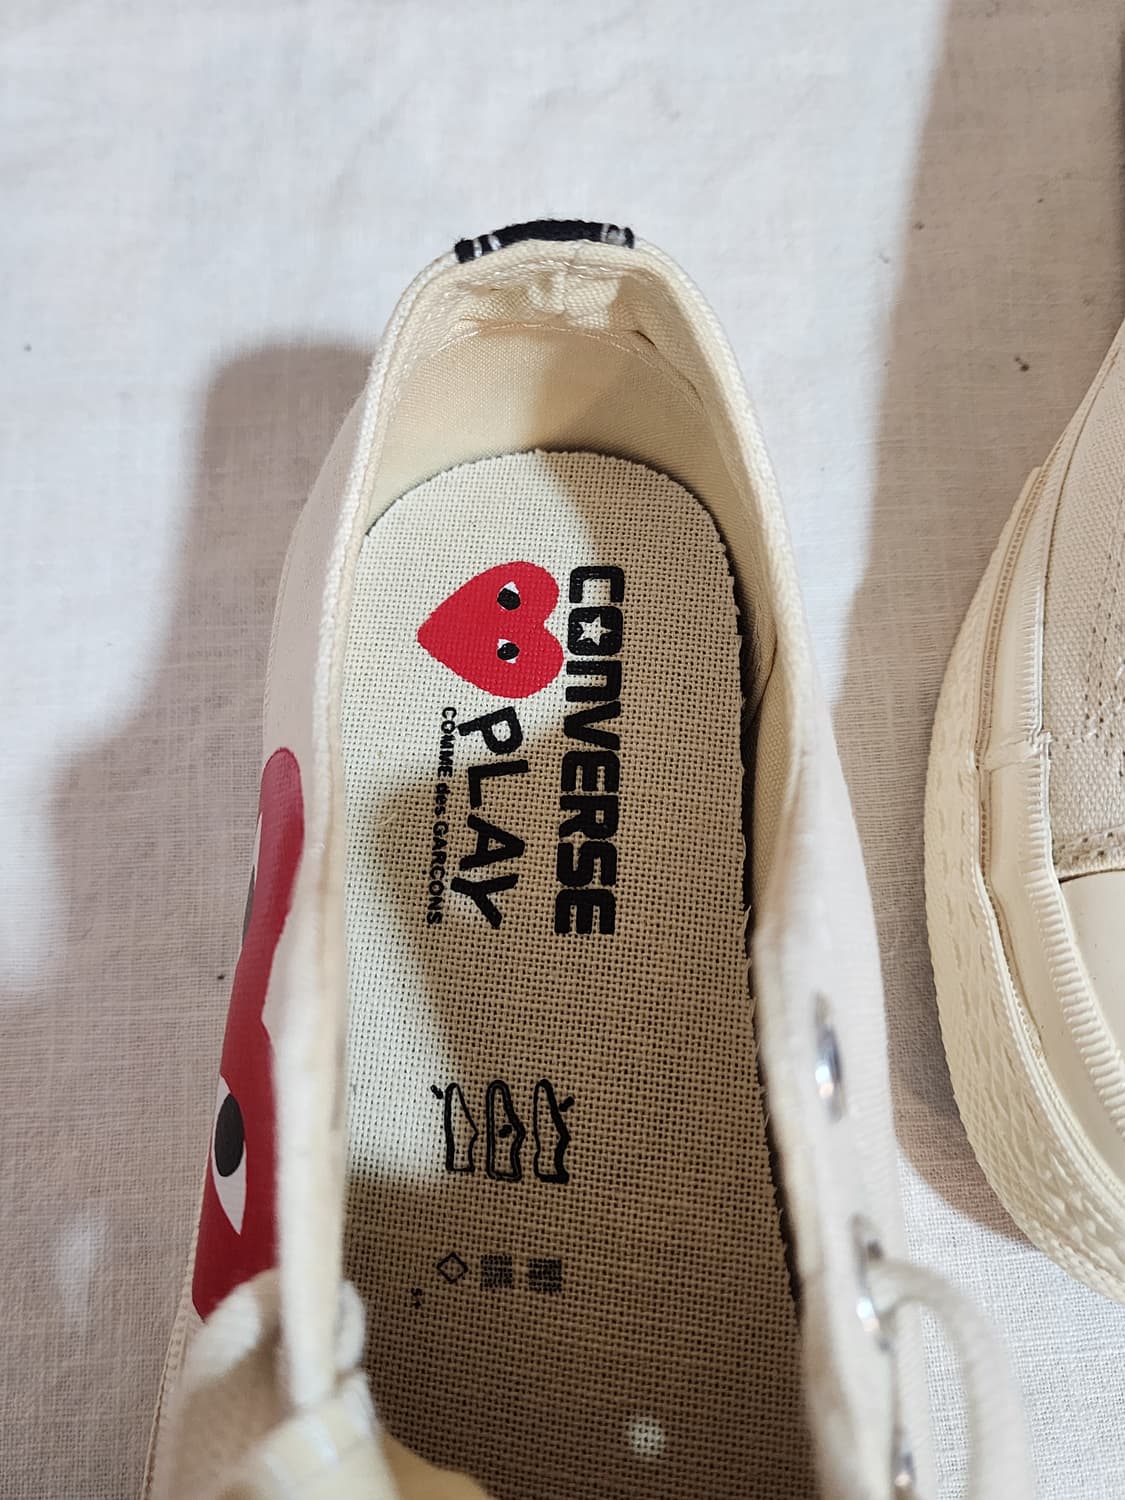 CONVERSE
PLAY
COMME des GARÇONS